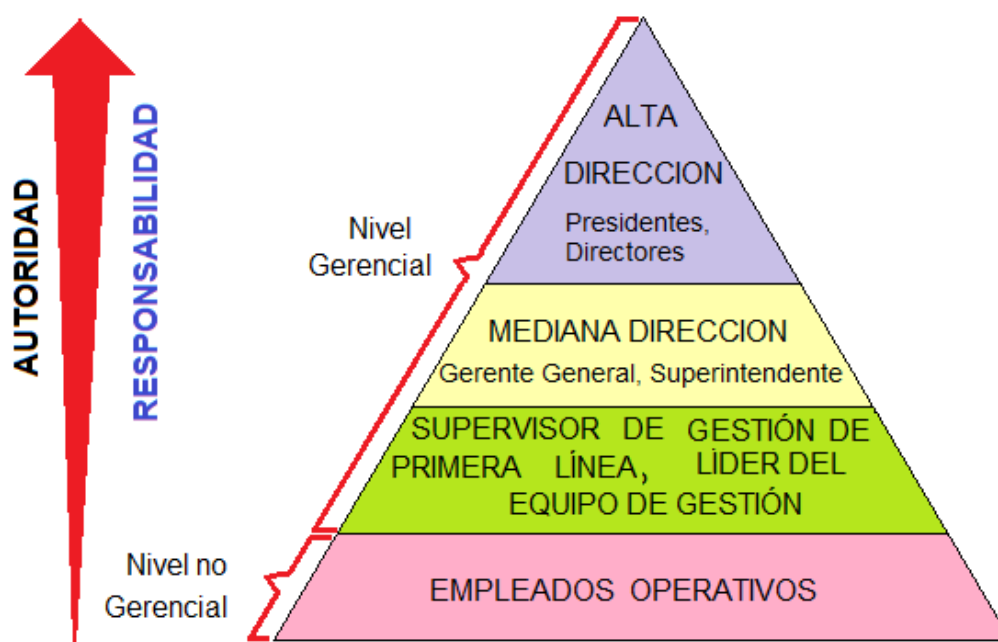 AUTORIDAD
RESPONSABILIDAD
Nivel
Gerencial
Nivel no
Gerencial
ALTA
DIRECCION
Presidentes,
Directores
MEDIANA DIRECCION
Gerente General, Superintendente
SUPERVISOR DE GESTIÓN DE
PRIMERA LÍNEA, LÍDER DEL
EQUIPO DE GESTIÓN
EMPLEADOS OPERATIVOS